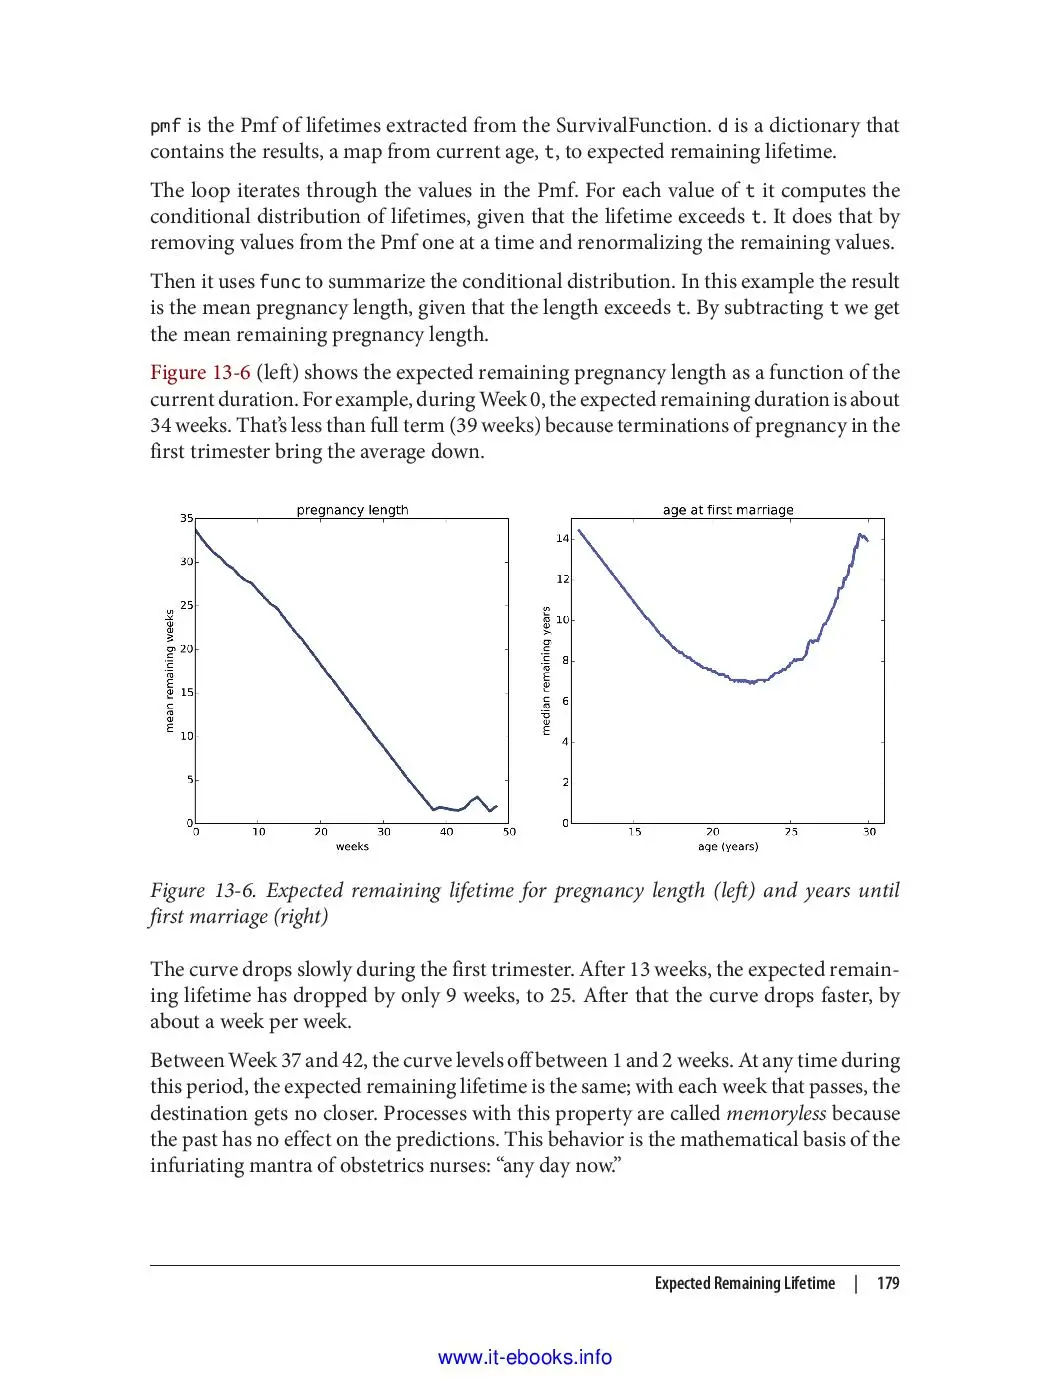 pmf is the Pmf of lifetimes extracted from the SurvivalFunction. d is a dictionary that
contains the results, a map from current age, t, to expected remaining lifetime.
The loop iterates through the values in the Pmf. For each value of t it computes the
conditional distribution of lifetimes, given that the lifetime exceeds t. It does that by
removing values from the Pmf one at a time and renormalizing the remaining values.
Then it uses func to summarize the conditional distribution. In this example the result
is the mean pregnancy length, given that the length exceeds t. By subtracting t we get
the mean remaining pregnancy length.
Figure 13-6 (left) shows the expected remaining pregnancy length as a function of the
current duration. For example, during Week 0, the expected remaining duration is about
34 weeks. That’s less than full term (39 weeks) because terminations of pregnancy in the
first trimester bring the average down.
pregnancy length
35
30
25
20
15
10
5
0
mean remaining weeks
0 10 20 30 40 50
weeks
age at first marriage
14
12
10
8
6
4
2
0
median remaining years
15 20 25 30
age (years)
Figure 13-6. Expected remaining lifetime for pregnancy length (left) and years until
first marriage (right)
The curve drops slowly during the first trimester. After 13 weeks, the expected remain-
ing lifetime has dropped by only 9 weeks, to 25. After that the curve drops faster, by
about a week per week.
Between Week 37 and 42, the curve levels off between 1 and 2 weeks. At any time during
this period, the expected remaining lifetime is the same; with each week that passes, the
destination gets no closer. Processes with this property are called memoryless because
the past has no effect on the predictions. This behavior is the mathematical basis of the
infuriating mantra of obstetrics nurses: “any day now.”
Expected Remaining Lifetime | 179
www.it-ebooks.info